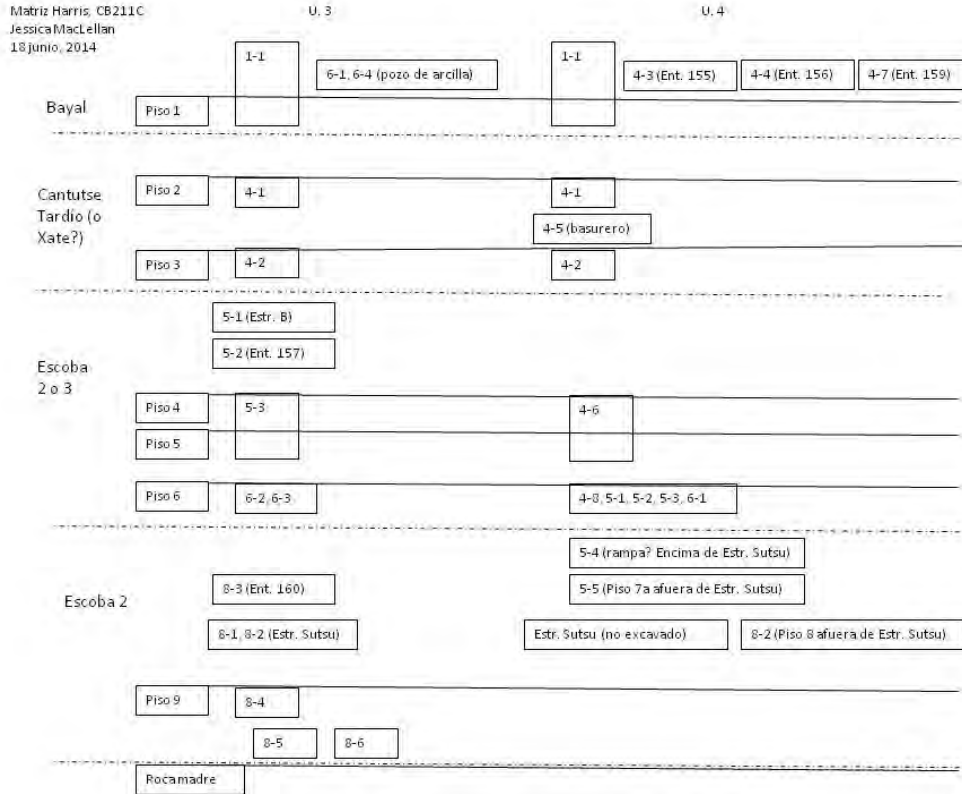 Matriz Harris, CB211C
Jessica MacLellan
18 junio, 2014
U. 3
U. 4
1-1
6-1, 6-4 (pozo de arcilla)
1-1
4-3 (Ent. 155)
4-4 (Ent. 156)
4-7 (Ent. 159)
Bayal
Piso 1
Cantutse
Tardío (o
Xate?)
Piso 2
4-1
4-1
4-5 (basurero)
Piso 3
4-2
4-2
5-1 (Estr. B)
5-2 (Ent. 157)
Escoba
2 o 3
Piso 4
5-3
4-6
Piso 5
Piso 6
6-2, 6-3
4-8, 5-1, 5-2, 5-3, 6-1
5-4 (rampa? Encima de Estr. Sutsu)
Escoba 2
8-3 (Ent. 160)
5-5 (Piso 7a afuera de Estr. Sutsu)
8-1, 8-2 (Estr. Sutsu)
Estr. Sutsu (no excavado)
8-2 (Piso 8 afuera de Estr. Sutsu)
Piso 9
8-4
8-5
8-6
Roca madre